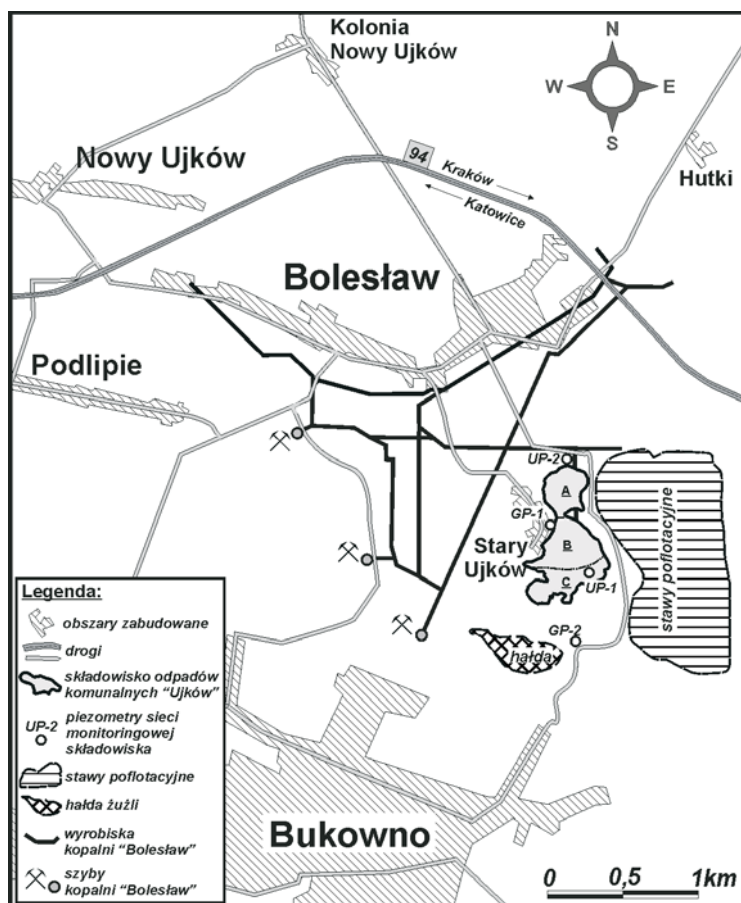 Kolonia
Nowy Ujków
N
W E
S
94
Kraków
Katowice
Nowy Ujków
Hutki
Bolesław
Podlipie
UP-2
A
GP-1
B
Stary
Ujków
C
UP-1
GP-2
hałda
stawy poflotacyjne
Bukowno
Legenda:
obszary zabudowane
drogi
składowisko odpadów
komunalnych "Ujków"
UP-2
piezometry sieci
monitoringowej
składowiska
stawy poflotacyjne
hałda żużli
wyrobiska
kopalni "Bolesław"
szyby
kopalni "Bolesław"
0 0,5 1km